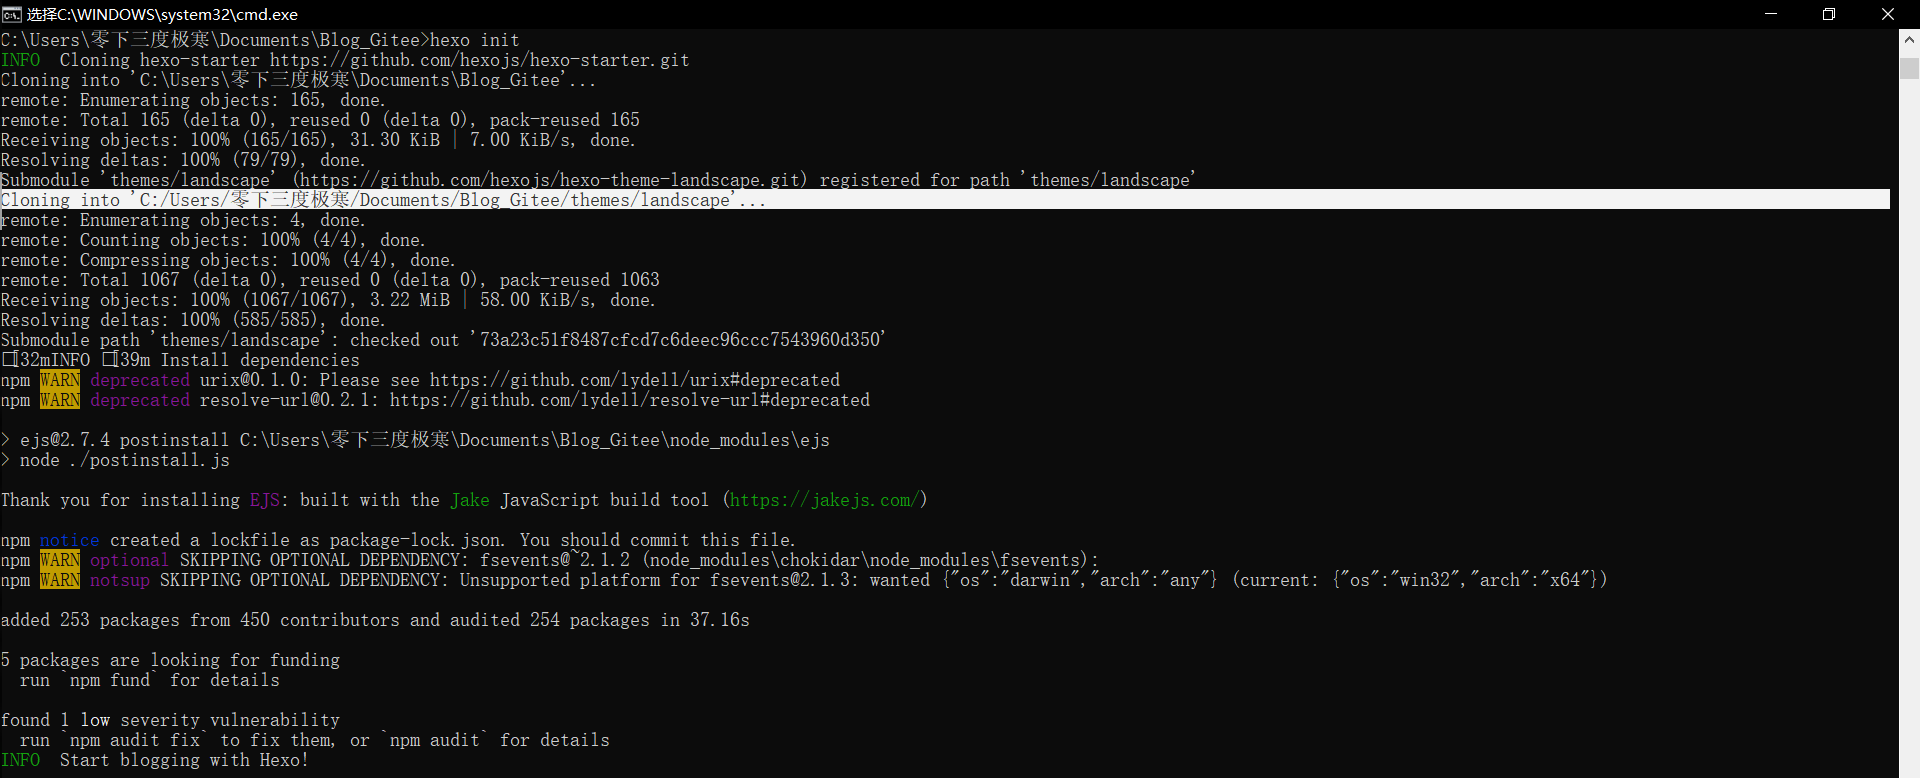 选择C:\WINDOWS\system32\cmd.exe
C:\Users\零下三度极寒\Documents\Blog_Gitee>hexo init
INFO  Cloning hexo-starter https://github.com/hexojs/hexo-starter.git
Cloning into 'C:\Users\零下三度极寒\Documents\Blog_Gitee'...
remote: Enumerating objects: 165, done.
remote: Total 165 (delta 0), reused 0 (delta 0), pack-reused 165
Receiving objects: 100% (165/165), 31.30 KiB | 7.00 KiB/s, done.
Resolving deltas: 100% (79/79), done.
Submodule 'themes/landscape' (https://github.com/hexojs/hexo-theme-landscape.git) registered for path 'themes/landscape'
Cloning into 'C:/Users/零下三度极寒/Documents/Blog_Gitee/themes/landscape'...
remote: Enumerating objects: 4, done.
remote: Counting objects: 100% (4/4), done.
remote: Compressing objects: 100% (4/4), done.
remote: Total 1067 (delta 0), reused 0 (delta 0), pack-reused 1063
Receiving objects: 100% (1067/1067), 3.22 MiB | 58.00 KiB/s, done.
Resolving deltas: 100% (585/585), done.
Submodule path 'themes/landscape': checked out '73a23c51f8487cfcd7c6deec96ccc7543960d350'
□[32mINFO □[39m Install dependencies
npm WARN deprecated urix@0.1.0: Please see https://github.com/lydell/urix#deprecated
npm WARN deprecated resolve-url@0.2.1: https://github.com/lydell/resolve-url#deprecated
> ejs@2.7.4 postinstall C:\Users\零下三度极寒\Documents\Blog_Gitee\node_modules\ejs
> node ./postinstall.js
Thank you for installing EJS: built with the Jake JavaScript build tool (https://jakejs.com/)
npm notice created a lockfile as package-lock.json. You should commit this file.
npm WARN optional SKIPPING OPTIONAL DEPENDENCY: fsevents@~2.1.2 (node_modules\chokidar\node_modules\fsevents):
npm WARN notsup SKIPPING OPTIONAL DEPENDENCY: Unsupported platform for fsevents@2.1.3: wanted {"os":"darwin","arch":"any"} (current: {"os":"win32","arch":"x64"})
added 253 packages from 450 contributors and audited 254 packages in 37.16s
5 packages are looking for funding
  run `npm fund` for details
found 1 low severity vulnerability
  run `npm audit fix` to fix them, or `npm audit` for details
INFO  Start blogging with Hexo!